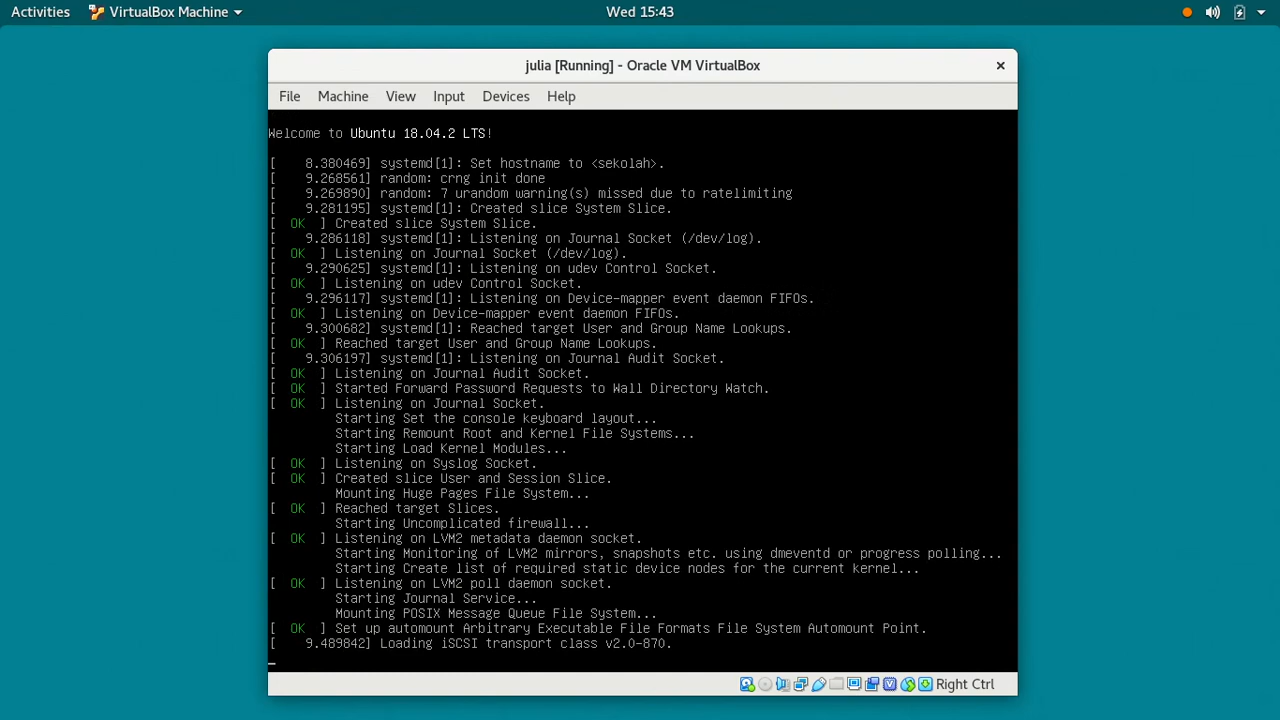 Activities VirtualBox Machine Wed 15:43
julia [Running] - Oracle VM VirtualBox
File Machine View Input Devices Help
Welcome to Ubuntu 18.04.2 LTS!
[    8.380469] systemd[1]: Set hostname to <sekolah>.
[    9.268561] random: crng init done
[    9.269890] random: 7 urandom warning(s) missed due to ratelimiting
[    9.281195] systemd[1]: Created slice System Slice.
[  OK  ] Created slice System Slice.
[    9.286118] systemd[1]: Listening on Journal Socket (/dev/log).
[  OK  ] Listening on Journal Socket (/dev/log).
[    9.290625] systemd[1]: Listening on udev Control Socket.
[  OK  ] Listening on udev Control Socket.
[    9.296117] systemd[1]: Listening on Device-mapper event daemon FIFOs.
[  OK  ] Listening on Device-mapper event daemon FIFOs.
[    9.300682] systemd[1]: Reached target User and Group Name Lookups.
[  OK  ] Reached target User and Group Name Lookups.
[    9.306197] systemd[1]: Listening on Journal Audit Socket.
[  OK  ] Listening on Journal Audit Socket.
[  OK  ] Started Forward Password Requests to Wall Directory Watch.
[  OK  ] Listening on Journal Socket.
Starting Set the console keyboard layout...
Starting Remount Root and Kernel File Systems...
Starting Load Kernel Modules...
[  OK  ] Listening on Syslog Socket.
[  OK  ] Created slice User and Session Slice.
Mounting Huge Pages File System...
[  OK  ] Reached target Slices.
Starting Uncomplicated firewall...
[  OK  ] Listening on LVM2 metadata daemon socket.
Starting Monitoring of LVM2 mirrors, snapshots etc. using dmeventd or progress polling...
Starting Create list of required static device nodes for the current kernel...
[  OK  ] Listening on LVM2 poll daemon socket.
Starting Journal Service...
Mounting POSIX Message Queue File System...
[  OK  ] Set up automount Arbitrary Executable File Formats File System Automount Point.
[    9.489842] Loading iSCSI transport class v2.0-870.
Right Ctrl